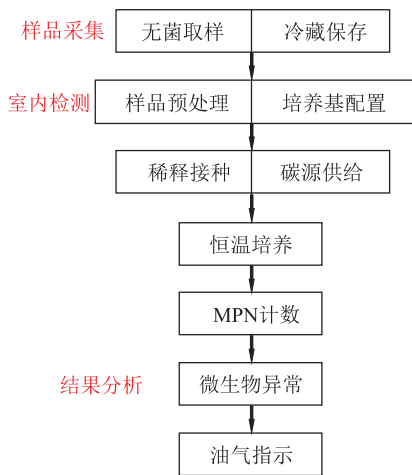 样品采集 无菌取样 冷藏保存
室内检测 样品预处理 培养基配置
稀释接种 碳源供给
恒温培养
MPN计数
结果分析 微生物异常
油气指示